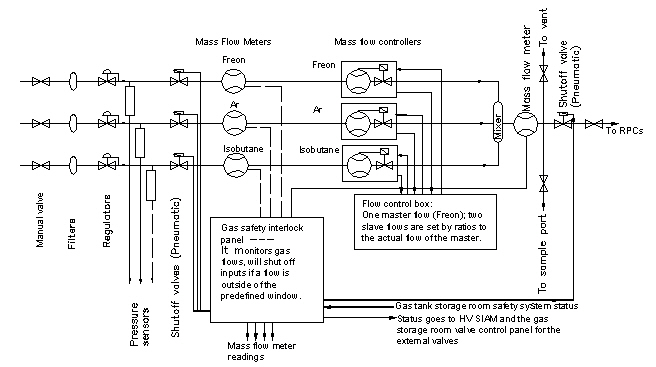 Mass Flow Meters
Mass flow controllers
Freon
Freon
Ar
Ar
Isobutane
Isobutane
Mixer
Mass flow meter
To vent
Shutoff valve
(Pneumatic)
To RPCs
To sample port
Manual valve
Filters
Regulators
Pressure
sensors
Shutoff valves (Pneumatic)
Flow control box:
One master flow (Freon); two
slave flows are set by ratios to
the actual flow of the master.
Gas safety interlock
panel
It monitors gas
flows, will shut off
inputs if a flow is
outside of the
predefined window.
Gas tank storage room safety system status
Status goes to HV SIAM and the gas
storage room valve control panel for the
external valves
Mass flow meter
readings